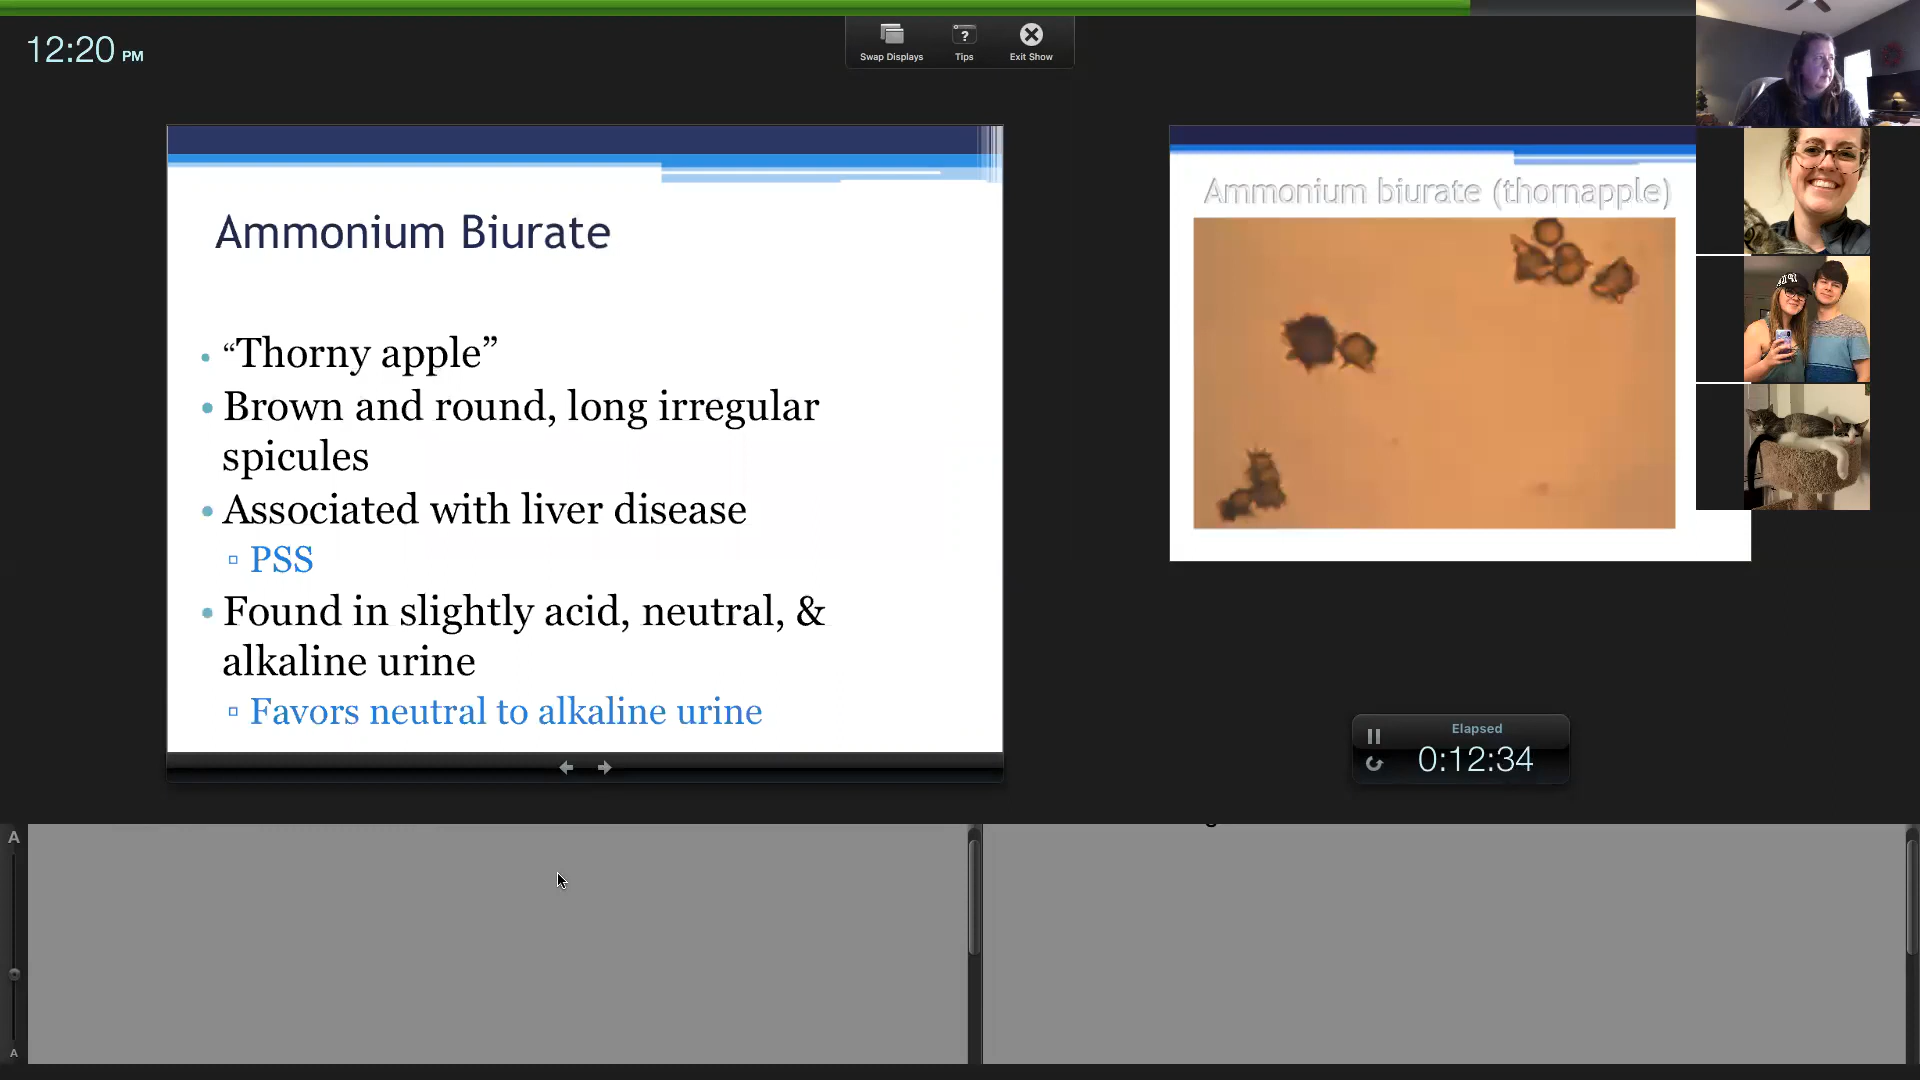 12:20 PM
Swap Displays
Tips
Exit Show
Ammonium Biurate
• “Thorny apple”
• Brown and round, long irregular
spicules
• Associated with liver disease
▫ PSS
• Found in slightly acid, neutral, &
alkaline urine
▫ Favors neutral to alkaline urine
Ammonium biurate (thornapple)
Elapsed
0:12:34
A
A